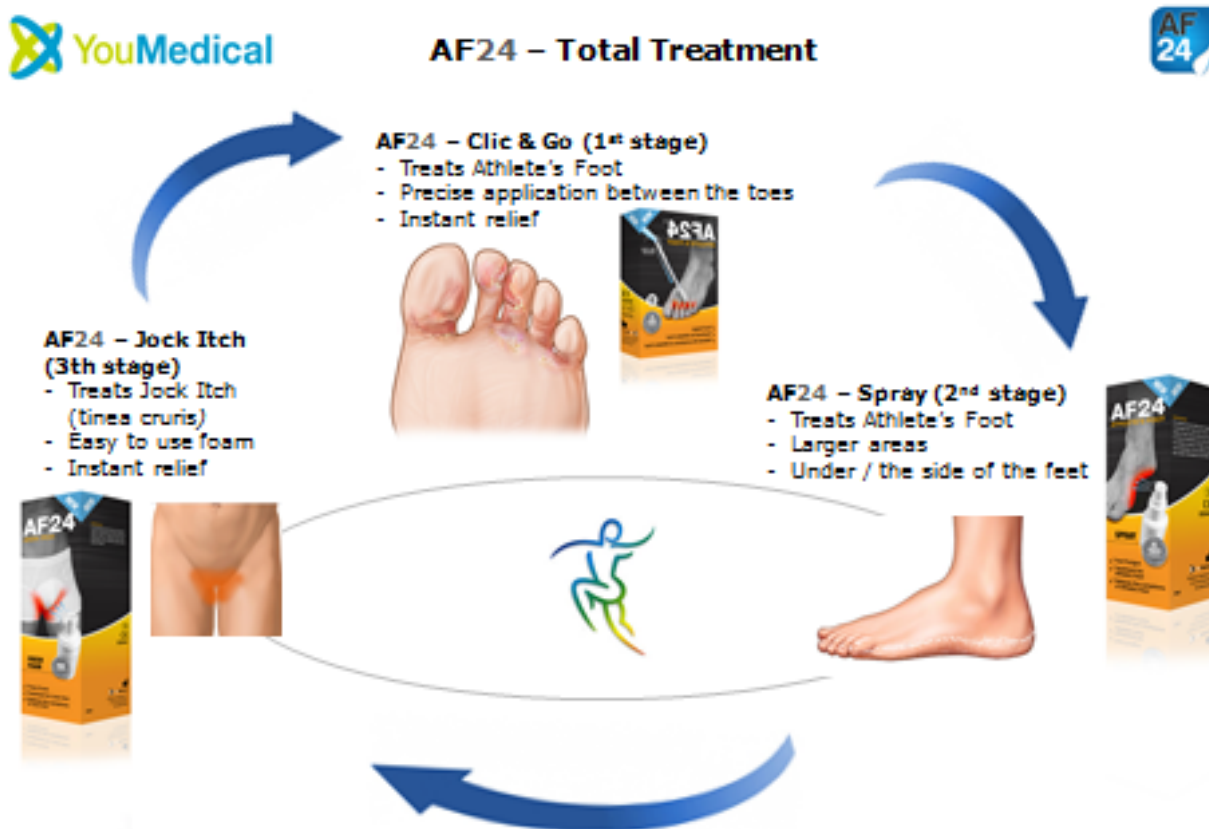 YouMedical
AF24 – Total Treatment
AF
24
AF24 – Clic & Go (1st stage)
- Treats Athlete's Foot
- Precise application between the toes
- Instant relief
AF24
AF24 – Jock Itch
(3th stage)
- Treats Jock Itch
(tinea cruris)
- Easy to use foam
- Instant relief
AF24 – Spray (2nd stage)
- Treats Athlete's Foot
- Larger areas
- Under / the side of the feet
AF24
SPRAY
AF24